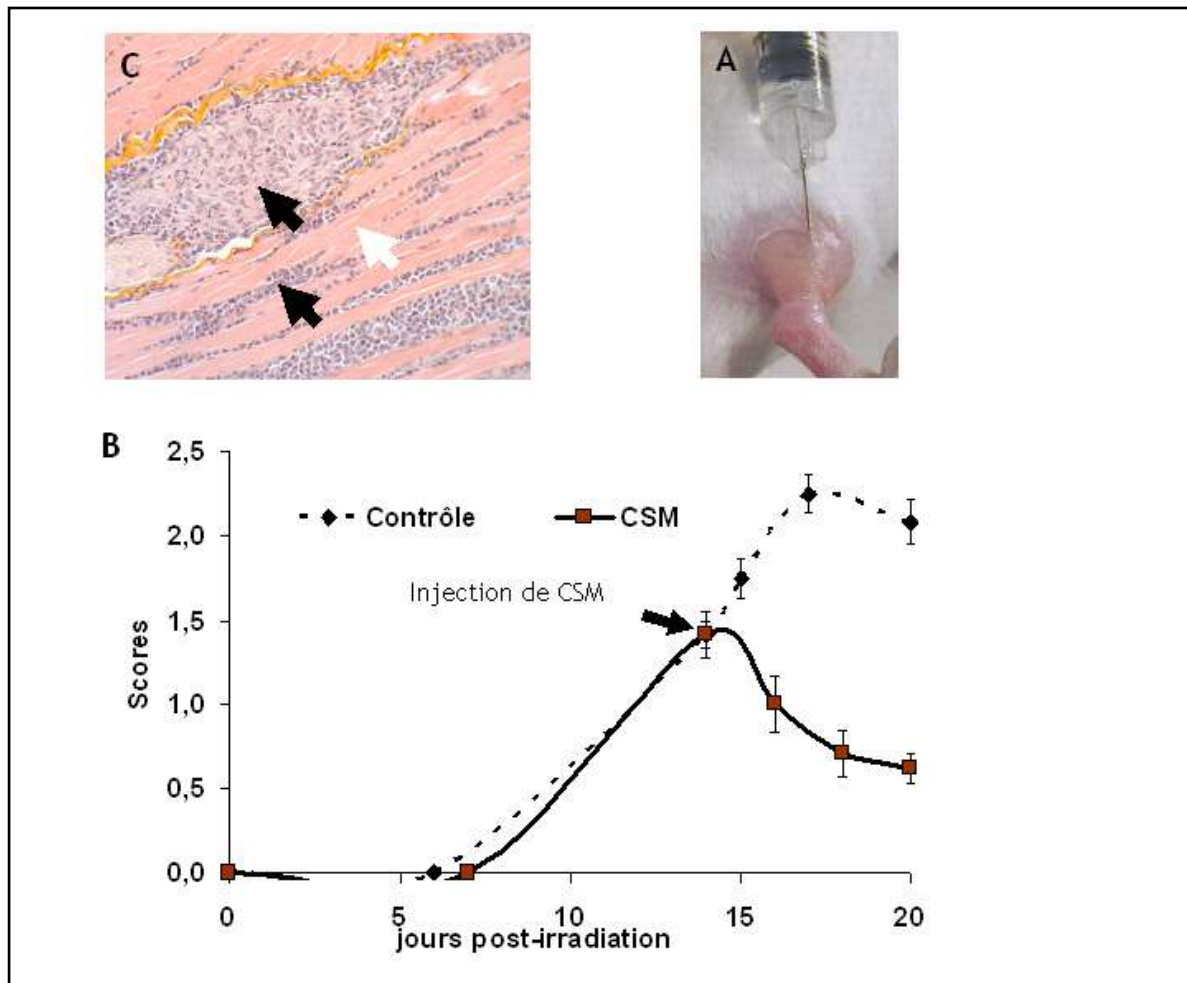 C
A
B
Scores
2,5
2,0
1,5
1,0
0,5
0,0
Contrôle
CSM
Injection de CSM
0
5
10
15
20
jours post-irradiation